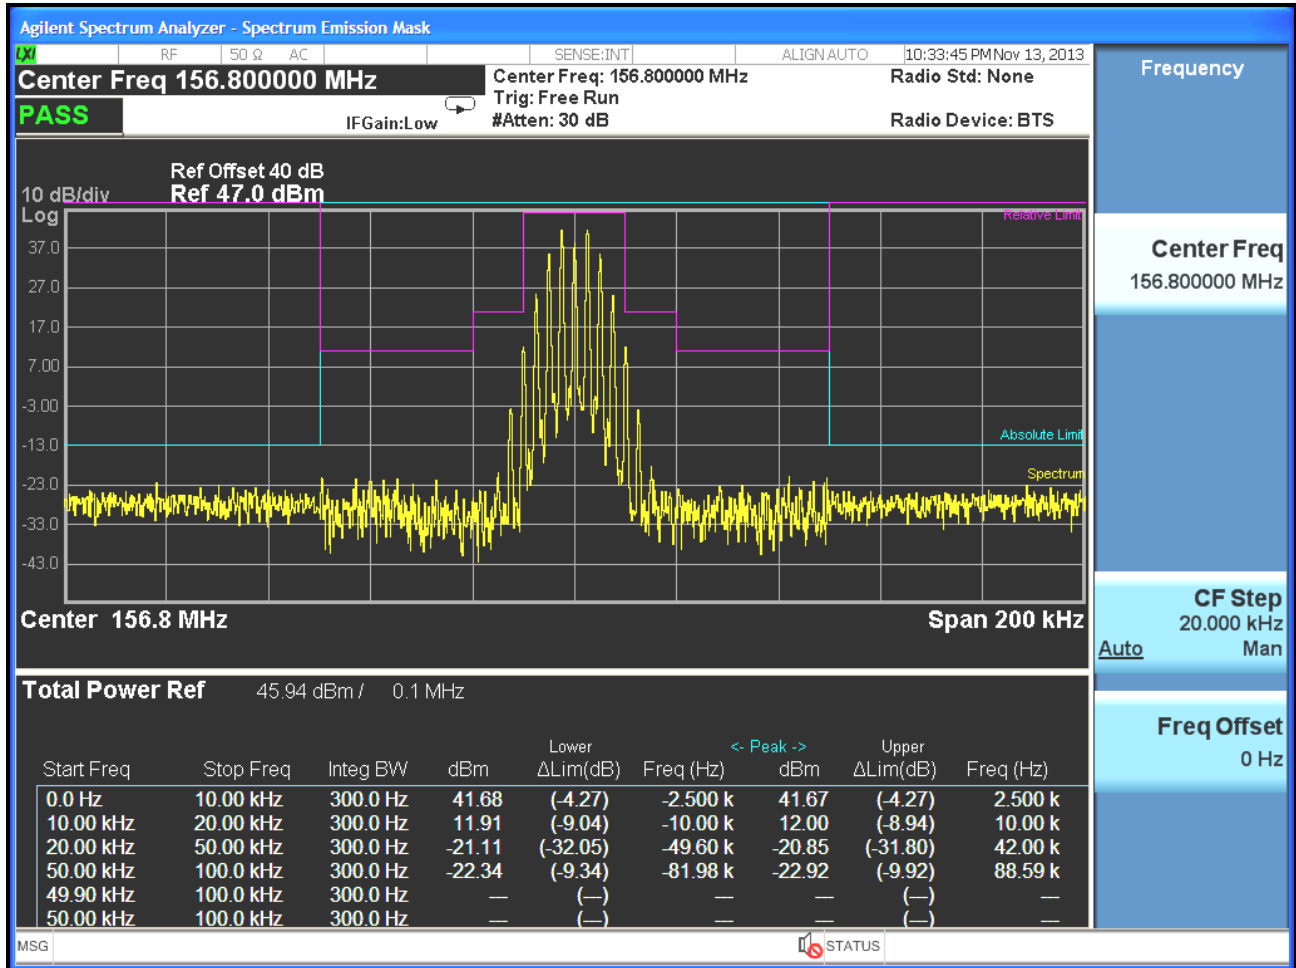 Agilent Spectrum Analyzer - Spectrum Emission Mask
LXI RF 50 Ω AC SENSE:INT ALIGN AUTO 10:33:45 PM Nov 13, 2013
Center Freq 156.800000 MHz
Center Freq: 156.800000 MHz Radio Std: None
Trig: Free Run
PASS IFGain:Low #Atten: 30 dB Radio Device: BTS
Ref Offset 40 dB
10 dB/div Ref 47.0 dBm
Log
Relative Limit
37.0
27.0
17.0
7.00
-3.00
Absolute Limit
-13.0
Spectrum
-23.0
-33.0
-43.0
Center 156.8 MHz Span 200 kHz
Total Power Ref 45.94 dBm / 0.1 MHz
Lower <- Peak -> Upper
Start Freq Stop Freq Integ BW dBm ΔLim(dB) Freq (Hz) dBm ΔLim(dB) Freq (Hz)
0.0 Hz 10.00 kHz 300.0 Hz 41.68 (-4.27) -2.500 k 41.67 (-4.27) 2.500 k
10.00 kHz 20.00 kHz 300.0 Hz 11.91 (-9.04) -10.00 k 12.00 (-8.94) 10.00 k
20.00 kHz 50.00 kHz 300.0 Hz -21.11 (-32.05) -49.60 k -20.85 (-31.80) 42.00 k
50.00 kHz 100.0 kHz 300.0 Hz -22.34 (-9.34) -81.98 k -22.92 (-9.92) 88.59 k
49.90 kHz 100.0 kHz 300.0 Hz --- (---) --- --- (---) ---
50.00 kHz 100.0 kHz 300.0 Hz --- (---) --- --- (---) ---
MSG STATUS
Frequency
Center Freq
156.800000 MHz
CF Step
20.000 kHz
Auto Man
Freq Offset
0 Hz